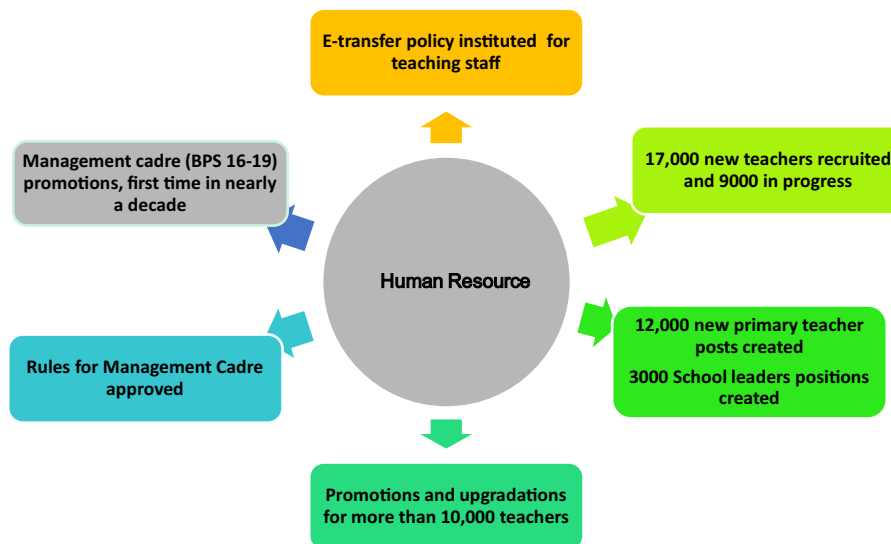 E-transfer policy instituted for
teaching staff
Management cadre (BPS 16-19)
promotions, first time in nearly
a decade
17,000 new teachers recruited
and 9000 in progress
Human Resource
12,000 new primary teacher
posts created
3000 School leaders positions
created
Rules for Management Cadre
approved
Promotions and upgradations
for more than 10,000 teachers